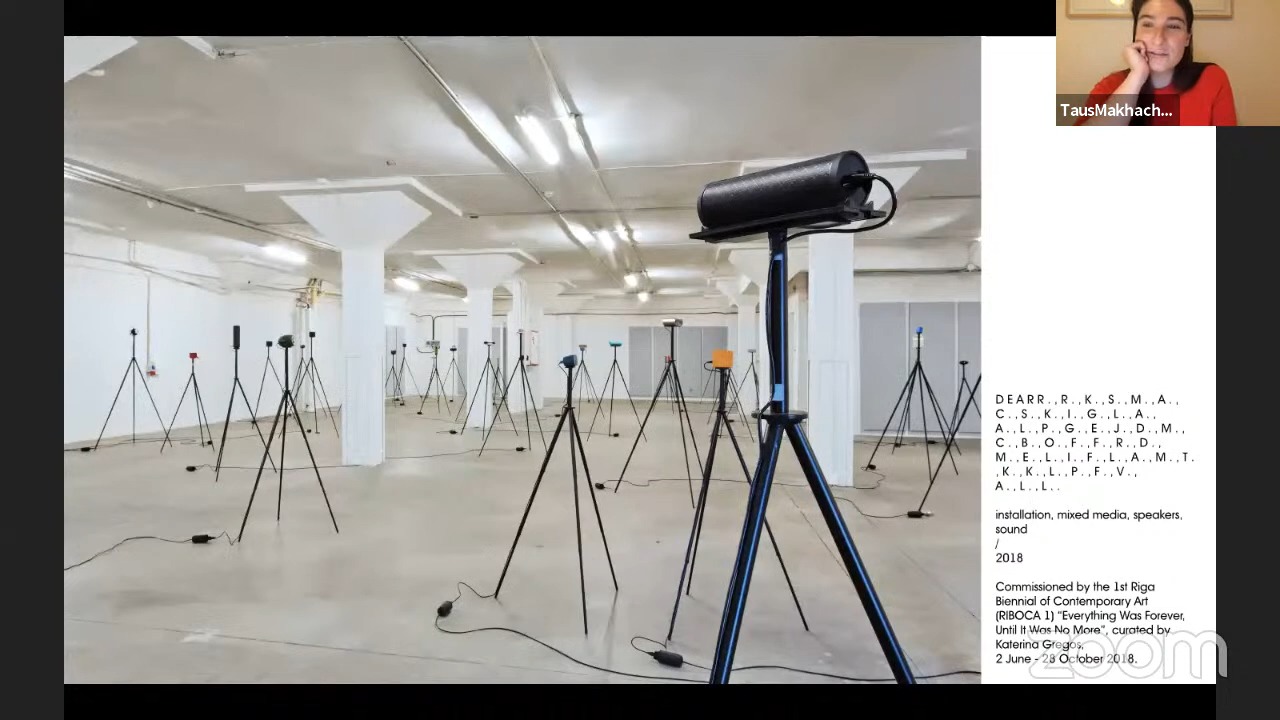 TausMakhach...
DEARR.,R.,K.,S.,M.,A.,
C.,S.,K.,I.,G.,L.,A.,
A.,L.,P.,G.,E.,J.,D.,M.,
C.,B.,O.,F.,F.,R.,D.,
M.,E.,L.,I.,F.,L.,A.,M.,T.
,K.,K.,L.,P.,F.,V.,
A.,L.,L..
installation, mixed media, speakers,
sound
/
2018
Commissioned by the 1st Riga
Biennial of Contemporary Art
(RIBOCA 1) "Everything Was Forever,
Until It Was No More", curated by
Katerina Gregos,
2 June - 28 October 2018.
zoom